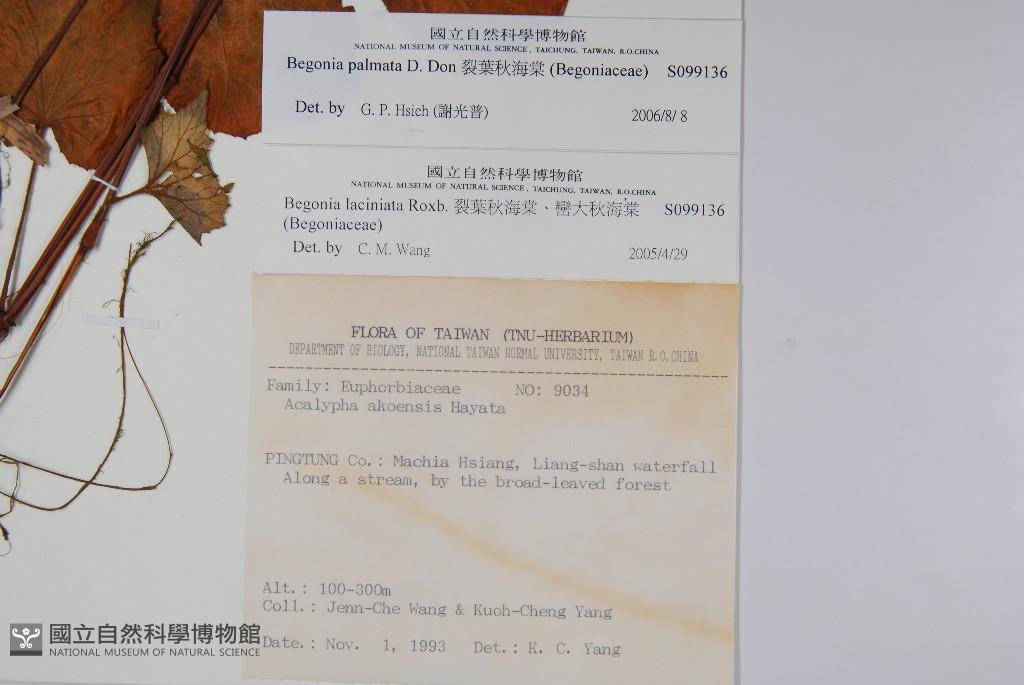 國立自然科學博物館
NATIONAL MUSEUM OF NATURAL SCIENCE, TAICHUNG, TAIWAN, R.O.CHINA
Begonia palmata D. Don 裂葉秋海棠 (Begoniaceae) S099136
Det. by G. P. Hsieh (謝光普) 2006/8/ 8
國立自然科學博物館
NATIONAL MUSEUM OF NATURAL SCIENCE, TAICHUNG, TAIWAN, R.O.CHINA
Begonia laciniata Roxb. 裂葉秋海棠、巒大秋海棠 S099136
(Begoniaceae)
Det. by C. M. Wang 2005/4/29
FLORA OF TAIWAN (TNU-HERBARIUM)
DEPARTMENT OF BIOLOGY, NATIONAL TAIWAN NORMAL UNIVERSITY, TAIWAN R.O.CHINA
Family: Euphorbiaceae NO: 9034
Acalypha akoensis Hayata
PINGTUNG Co.: Machia Hsiang, Liang-shan waterfall
Along a stream, by the broad-leaved forest
Alt.: 100-300m
Coll.: Jenn-Che Wang & Kuoh-Cheng Yang
Date.: Nov. 1, 1993 Det.: K. C. Yang
國立自然科學博物館
NATIONAL MUSEUM OF NATURAL SCIENCE